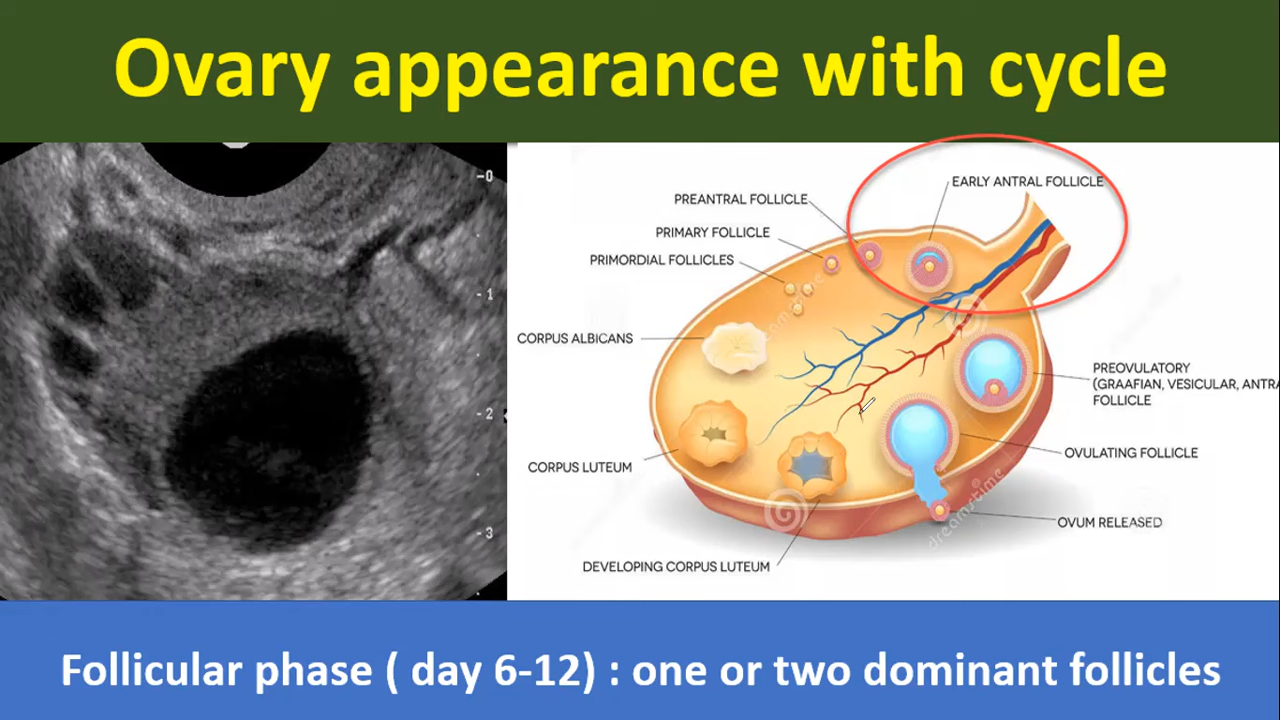 Ovary appearance with cycle
-0
- 1
- 2
- 3
EARLY ANTRAL FOLLICLE
PREANTRAL FOLLICLE
PRIMARY FOLLICLE
PRIMORDIAL FOLLICLES
CORPUS ALBICANS
PREOVULATORY
(GRAAFIAN, VESICULAR, ANTRA
FOLLICLE
OVULATING FOLLICLE
CORPUS LUTEUM
OVUM RELEASED
DEVELOPING CORPUS LUTEUM
dreamstime
Follicular phase ( day 6-12) : one or two dominant follicles